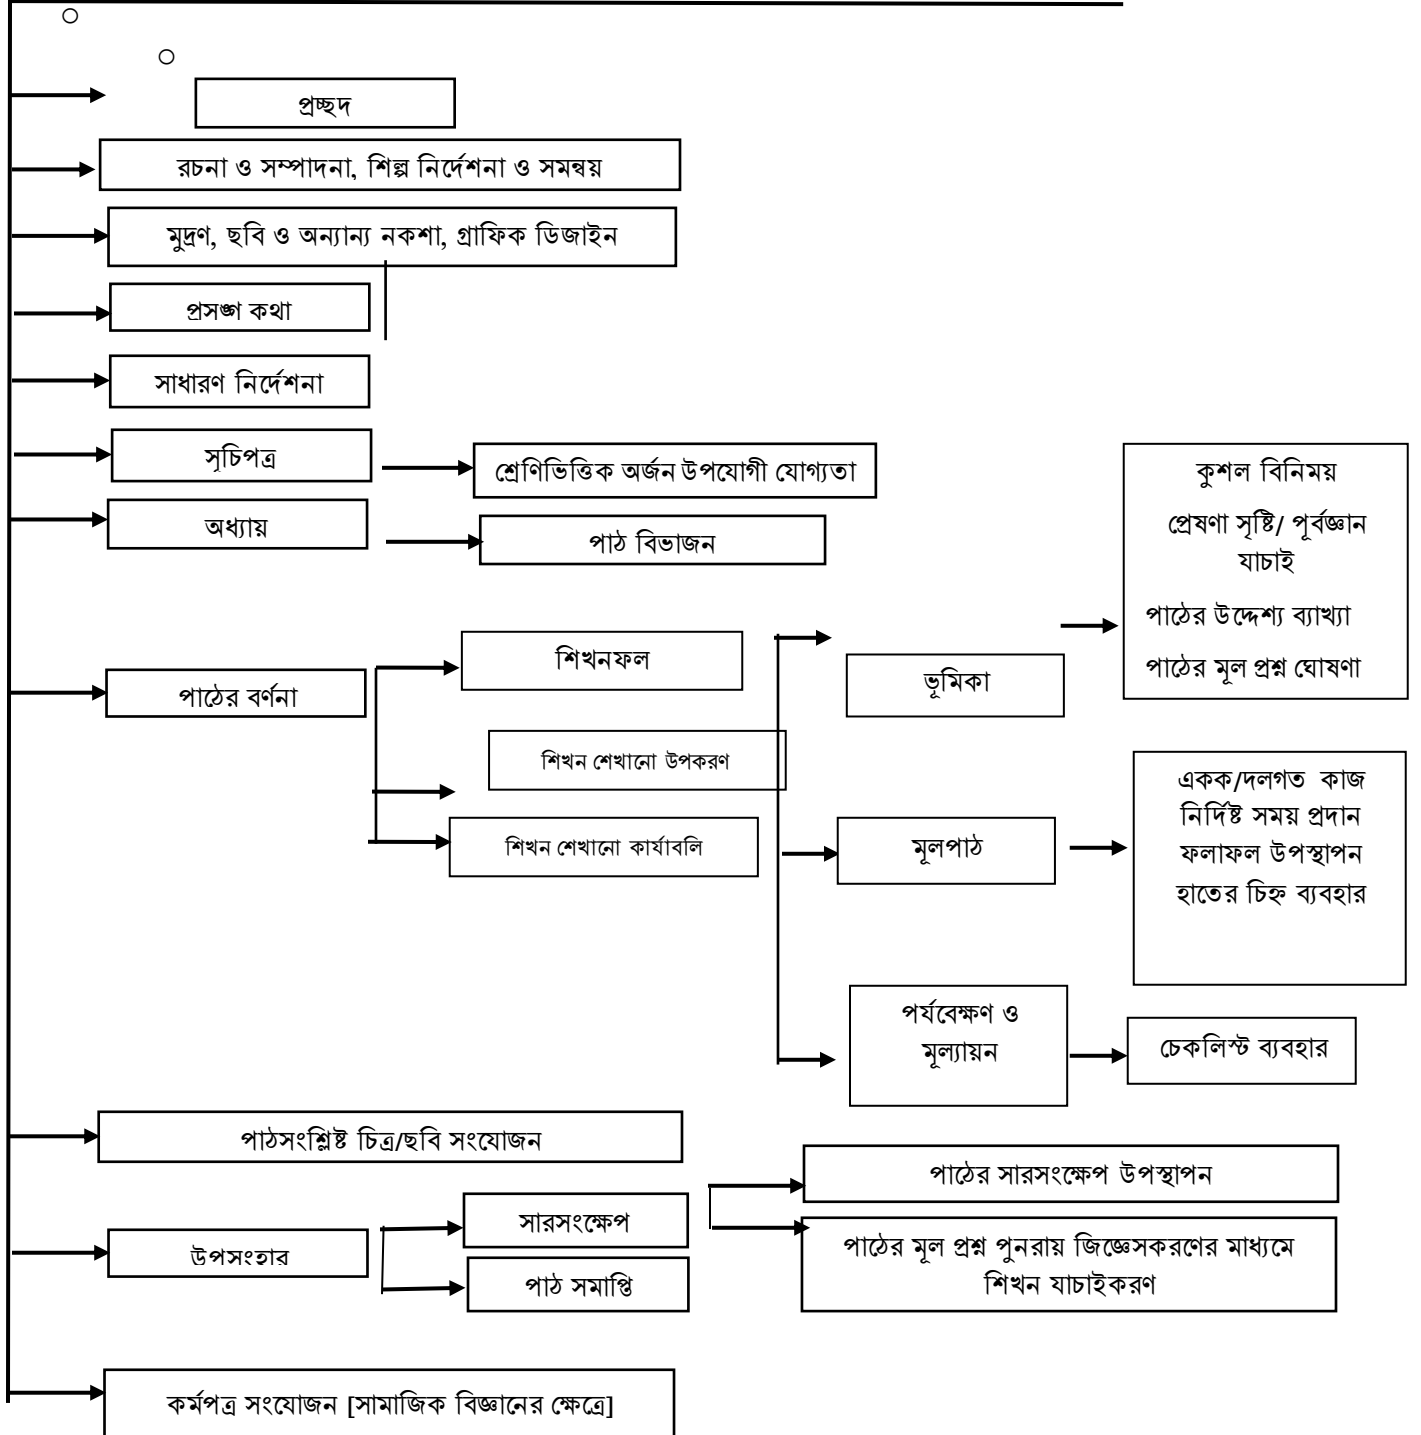 প্রচ্ছদ
রচনা ও সম্পাদনা, শিল্প নির্দেশনা ও সমন্বয়
মুদ্রণ, ছবি ও অন্যান্য নকশা, গ্রাফিক ডিজাইন
প্রসঙ্গ কথা
সাধারণ নির্দেশনা
সূচিপত্র
শ্রেণিভিত্তিক অর্জন উপযোগী যোগ্যতা
অধ্যায়
পাঠ বিভাজন
পাঠের বর্ণনা
শিখনফল
শিখন শেখানো উপকরণ
শিখন শেখানো কার্যাবলি
ভূমিকা
কুশল বিনিময়
প্রেষণা সৃষ্টি/ পূর্বজ্ঞান
যাচাই
পাঠের উদ্দেশ্য ব্যাখ্যা
পাঠের মূল প্রশ্ন ঘোষণা
মূলপাঠ
একক/দলগত কাজ
নির্দিষ্ট সময় প্রদান
ফলাফল উপস্থাপন
হাতের চিহ্ন ব্যবহার
পর্যবেক্ষণ ও
মূল্যায়ন
চেকলিস্ট ব্যবহার
পাঠসংশ্লিষ্ট চিত্র/ছবি সংযোজন
উপসংহার
সারসংক্ষেপ
পাঠ সমাপ্তি
পাঠের সারসংক্ষেপ উপস্থাপন
পাঠের মূল প্রশ্ন পুনরায় জিজ্ঞেসকরণের মাধ্যমে
শিখন যাচাইকরণ
কর্মপত্র সংযোজন [সামাজিক বিজ্ঞানের ক্ষেত্রে]